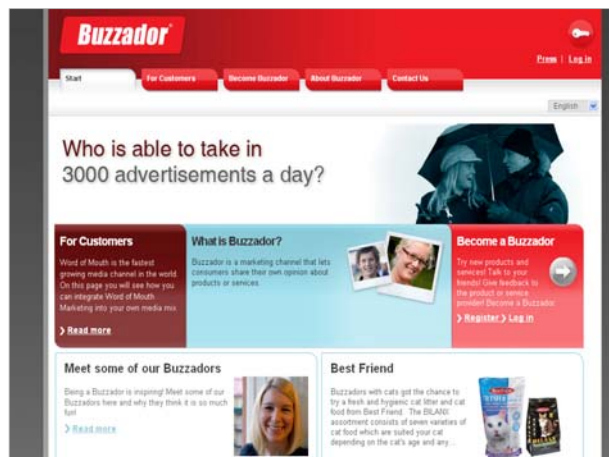 Buzzador
Press | Log in
Start
For Customers
Become Buzzador
About Buzzador
Contact Us
English
Who is able to take in
3000 advertisements a day?
For Customers
Word of Mouth is the fastest
growing media channel in the world.
On this page you will see how you
can integrate Word of Mouth
Marketing into your own media mix.
Read more
What is Buzzador?
Buzzador is a marketing channel that lets
consumers share their own opinion about
products or services.
Become a Buzzador
Try new products and
services! Talk to your
friends! Give feedback to
the product or service
provider! Become a Buzzador.
Register Log in
Meet some of our Buzzadors
Being a Buzzador is inspiring! Meet some of our
Buzzadors here and why they think it is so much
fun!
Read more
Best Friend
Buzzadors with cats got the chance to
try a fresh and hygienic cat litter and cat
food from Best Friend. The BILANX
assortment consists of seven varieties of
cat food which are suited your cat
depending on the cat's age and any...